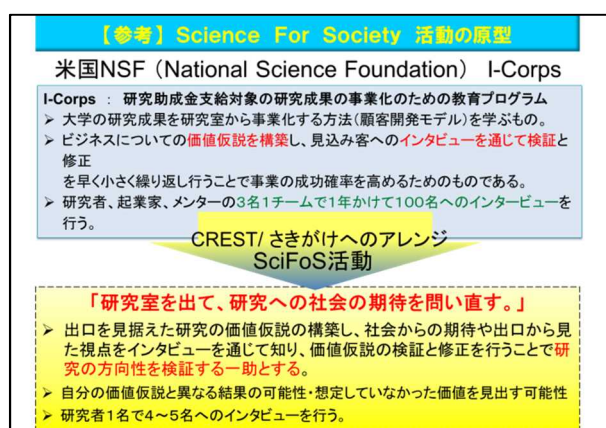 【参考】 Science For Society 活動の原型
米国NSF (National Science Foundation) I-Corps
I-Corps : 研究助成金支給対象の研究成果の事業化のための教育プログラム
➢ 大学の研究成果を研究室から事業化する方法(顧客開発モデル)を学ぶもの。
➢ ビジネスについての価値仮説を構築し、見込み客へのインタビューを通じて検証と
修正
を早く小さく繰り返し行うことで事業の成功確率を高めるためのものである。
➢ 研究者、起業家、メンターの3名1チームで1年かけて100名へのインタービューを
行う。
CREST/ さきがけへのアレンジ
SciFoS活動
「研究室を出て、研究への社会の期待を問い直す。」
➢ 出口を見据えた研究の価値仮説の構築し、社会からの期待や出口から見
た視点をインタビューを通じて知り、価値仮説の検証と修正を行うことで研
究の方向性を検証する一助とする。
➢ 自分の価値仮説と異なる結果の可能性・想定していなかった価値を見出す可能性
➢ 研究者1名で4～5名へのインタビューを行う。